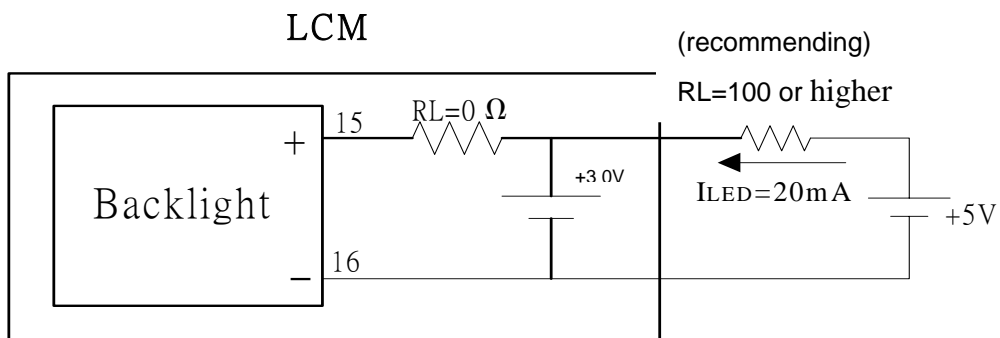 LCM
(recommending)
RL=100 or higher
15
RL=0 Ω
+
+3.0V
ILED=20mA
Backlight
+5V
16
−